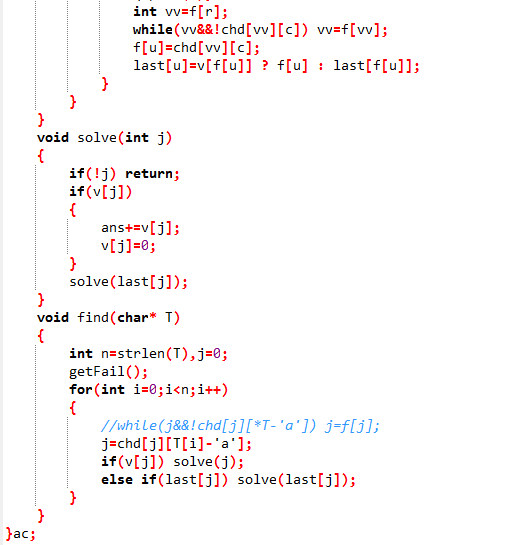 int vv=f[r];
while(vv&&!chd[vv][c]) vv=f[vv];
f[u]=chd[vv][c];
last[u]=v[f[u]] ? f[u] : last[f[u]];
}
}
}
void solve(int j)
{
if(!j) return;
if(v[j])
{
ans+=v[j];
v[j]=0;
}
solve(last[j]);
}
void find(char* T)
{
int n=strlen(T),j=0;
getFail();
for(int i=0;i<n;i++)
{
//while(j&&!chd[j][*T-'a']) j=f[j];
j=chd[j][T[i]-'a'];
if(v[j]) solve(j);
else if(last[j]) solve(last[j]);
}
}
}ac;